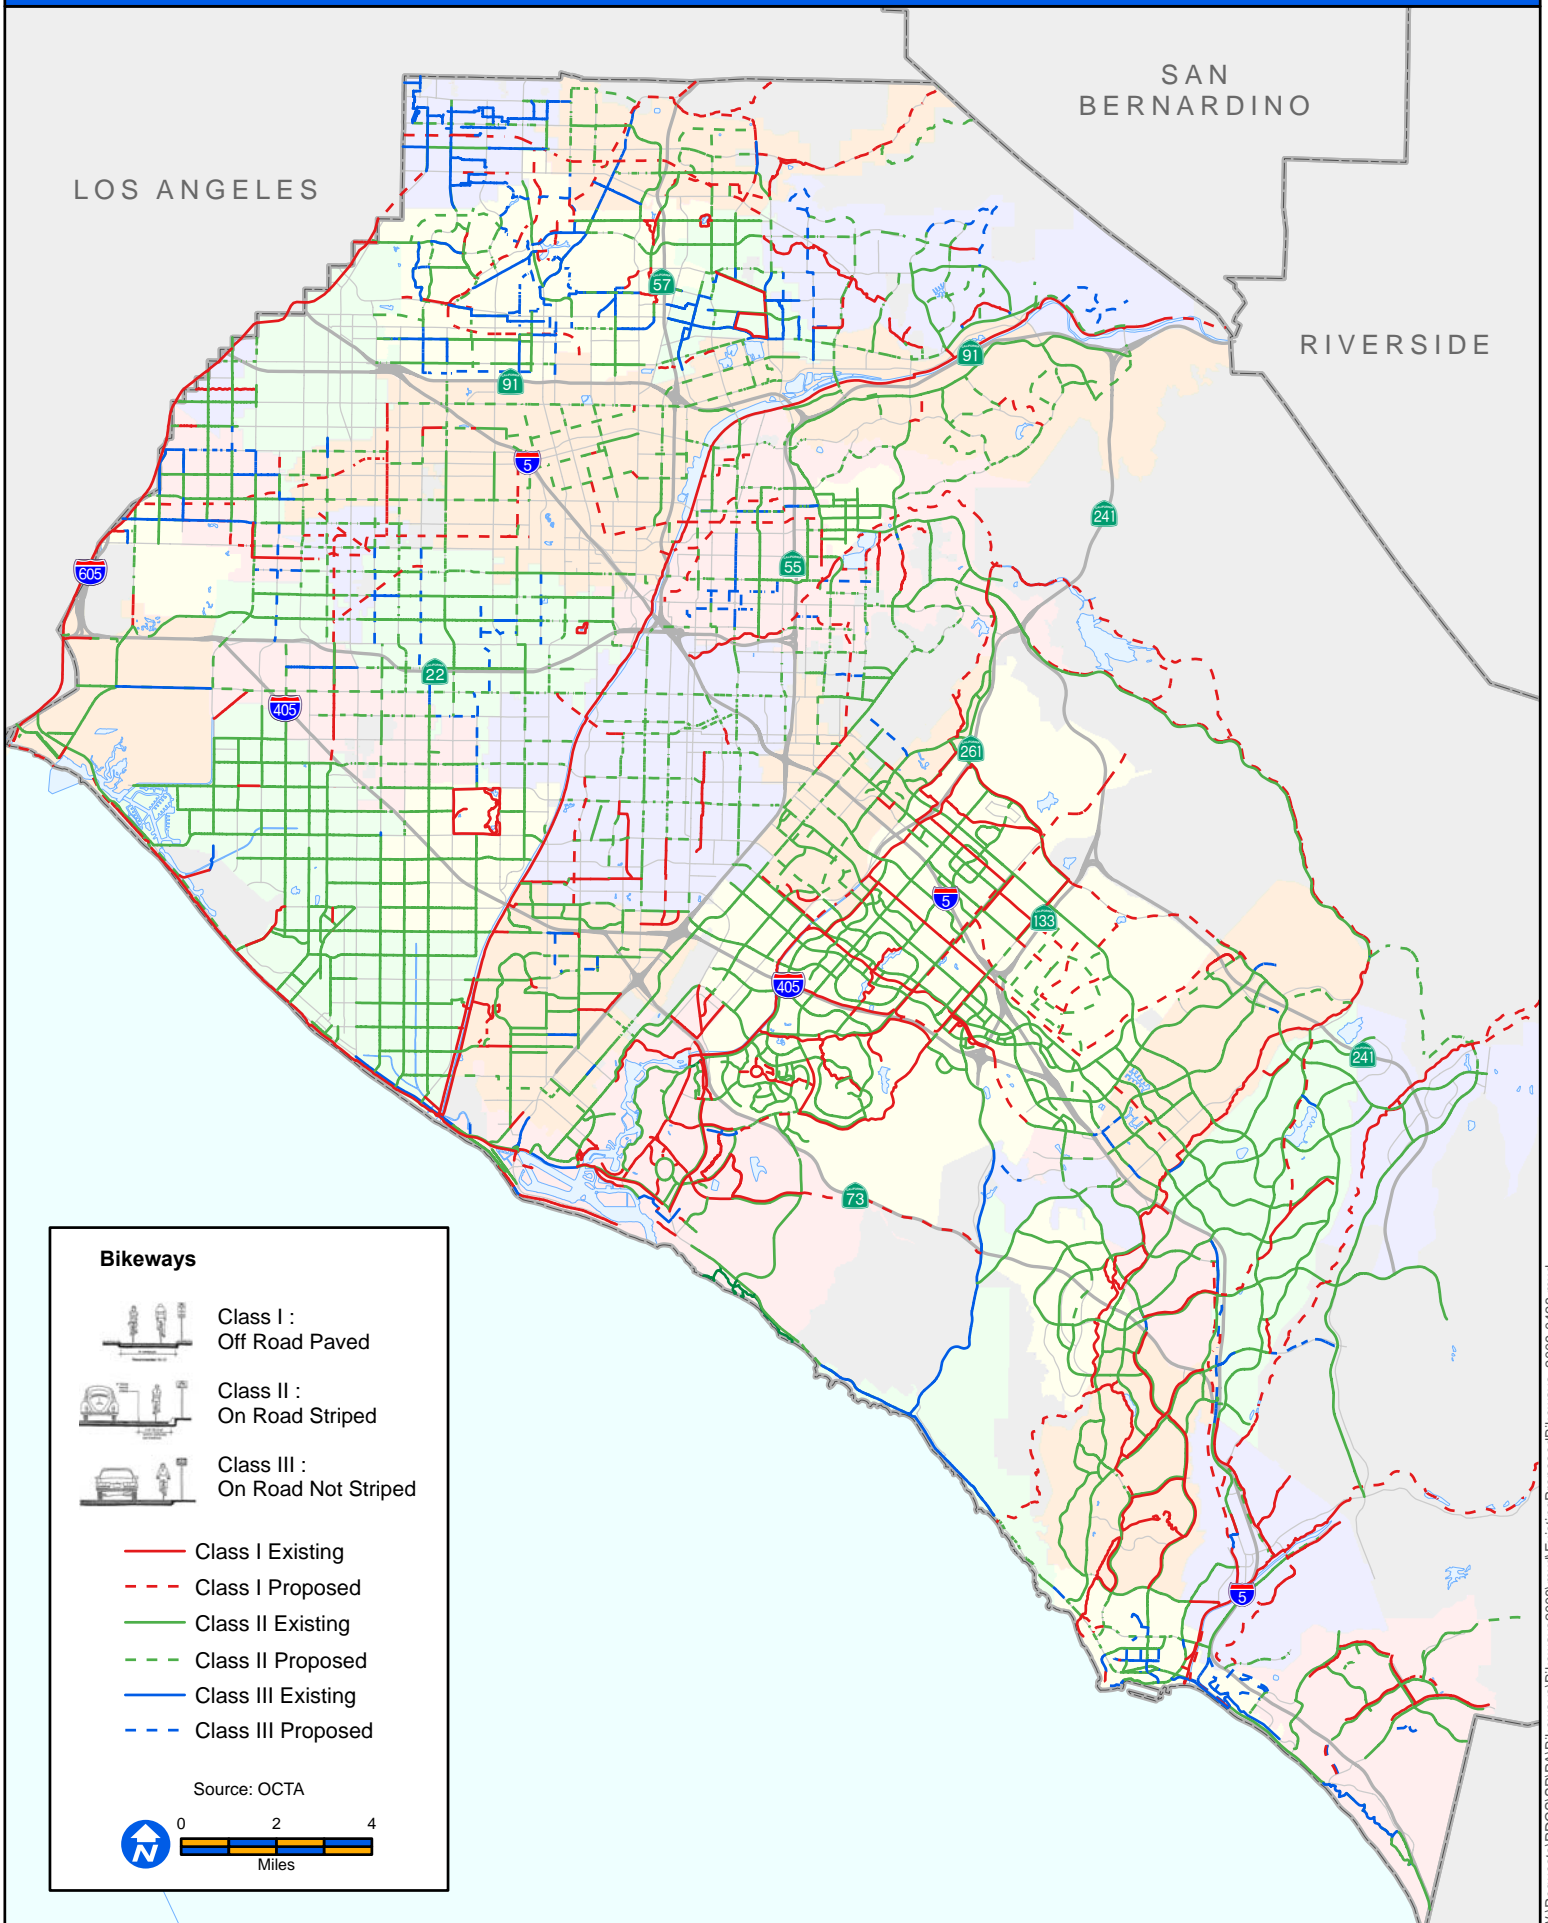 SAN
BERNARDINO
LOS ANGELES
RIVERSIDE
57
91
91
5
241
605
55
22
405
261
5
133
405
241
73
5
Bikeways
Class I :
Off Road Paved
Class II :
On Road Striped
Class III :
On Road Not Striped
Class I Existing
Class I Proposed
Class II Existing
Class II Proposed
Class III Existing
Class III Proposed
Source: OCTA
0 2 4
Miles
N